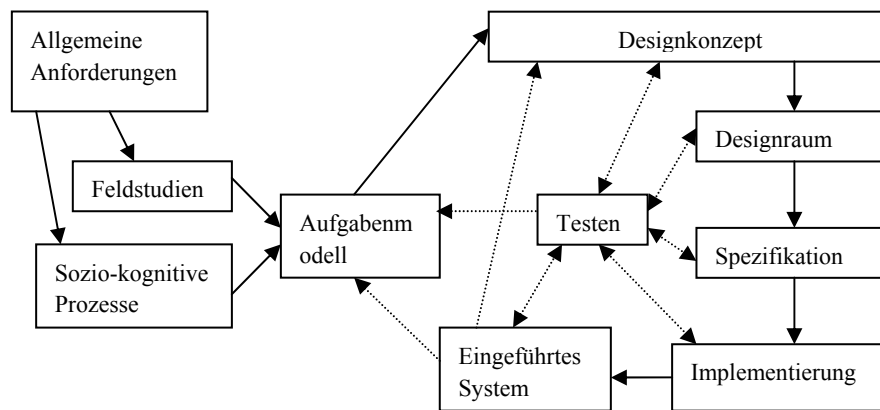 Allgemeine
Anforderungen
Designkonzept
Designraum
Feldstudien
Aufgabenm
odell
Testen
Spezifikation
Sozio-kognitive
Prozesse
Eingeführtes
System
Implementierung